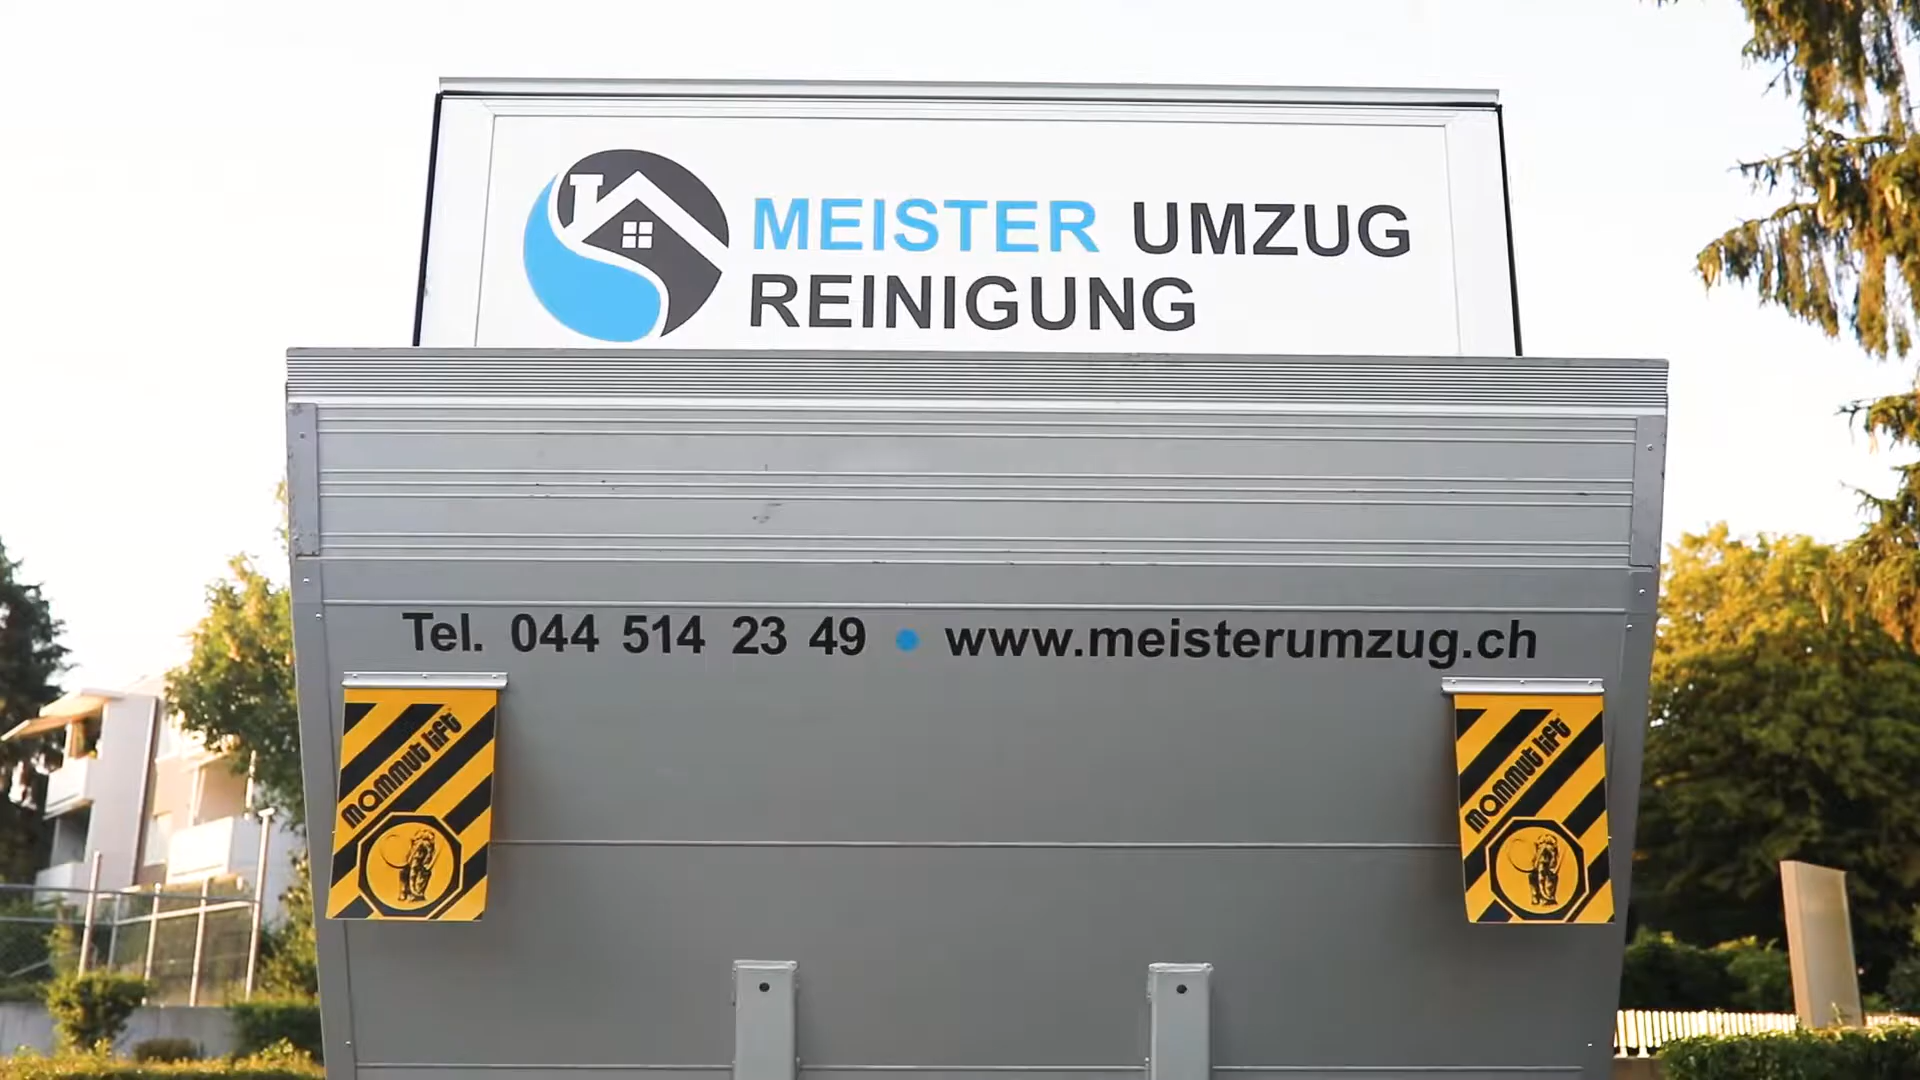 MEISTER UMZUG
REINIGUNG
Tel. 044 514 23 49 • www.meisterumzug.ch
mammut lift
mammut lift